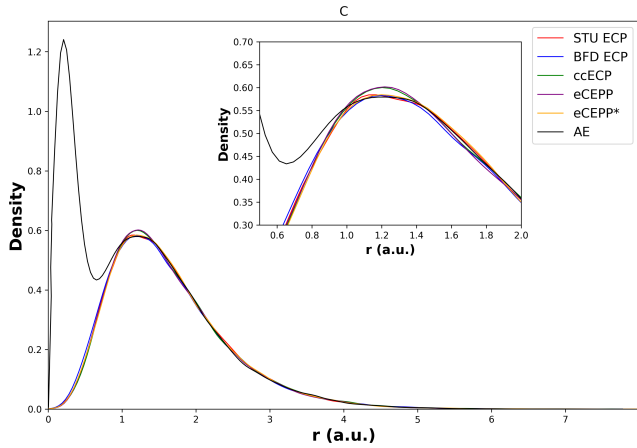 C
STU ECP
BFD ECP
ccECP
eCEPP
eCEPP*
AE
Density
1.2
1.0
0.8
0.6
0.4
0.2
0.0
0
1
2
3
4
5
6
7
r (a.u.)
Density
0.70
0.65
0.60
0.55
0.50
0.45
0.40
0.35
0.30
0.6
0.8
1.0
1.2
1.4
1.6
1.8
2.0
r (a.u.)